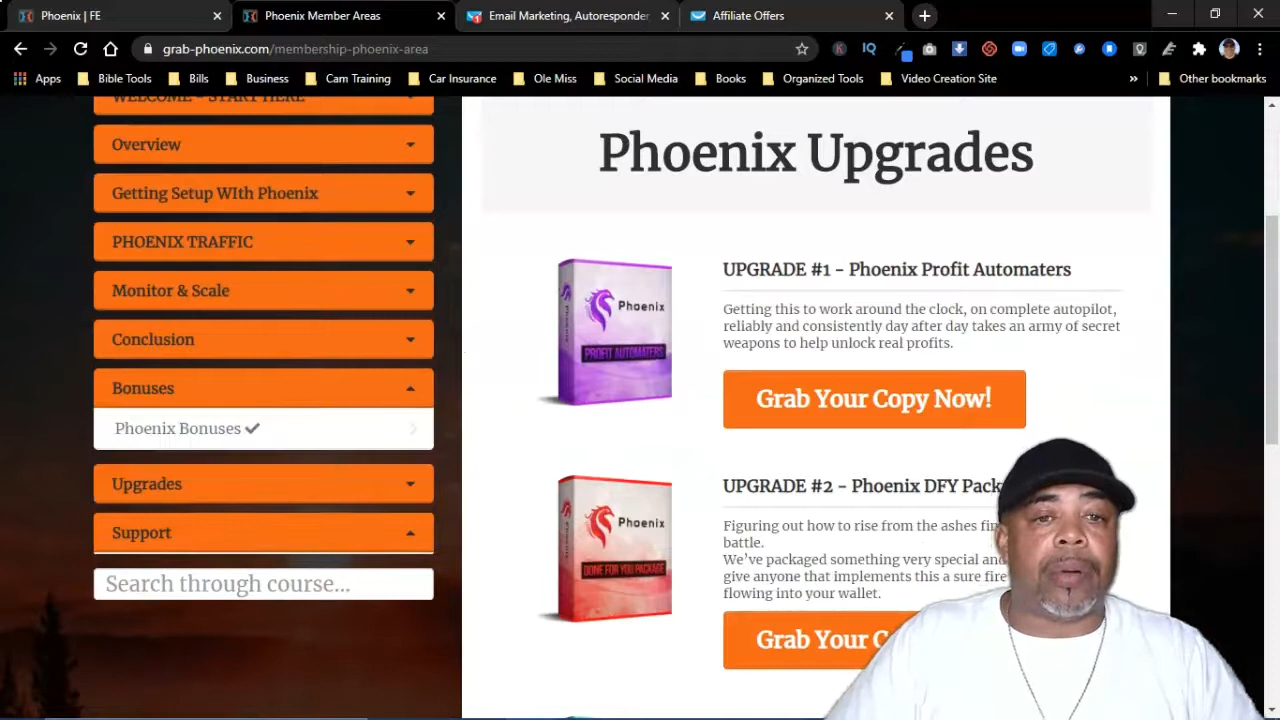 Phoenix | FE
Phoenix Member Areas
Email Marketing, Autoresponder
Affiliate Offers
grab-phoenix.com/membership-phoenix-area
Apps
Bible Tools
Bills
Business
Cam Training
Car Insurance
Ole Miss
Social Media
Books
Organized Tools
Video Creation Site
»
Other bookmarks
WELCOME - START HERE
Overview
Getting Setup WIth Phoenix
PHOENIX TRAFFIC
Monitor & Scale
Conclusion
Bonuses
Phoenix Bonuses
Upgrades
Support
Search through course...
Phoenix Upgrades
Phoenix
PROFIT AUTOMATERS
UPGRADE #1 - Phoenix Profit Automaters
Getting this to work around the clock, on complete autopilot,
reliably and consistently day after day takes an army of secret
weapons to help unlock real profits.
Grab Your Copy Now!
Phoenix
DONE FOR YOU PACKAGE
UPGRADE #2 - Phoenix DFY Pack
Figuring out how to rise from the ashes
battle.
We've packaged something very special and
give anyone that implements this a sure fire
flowing into your wallet.
Grab Your